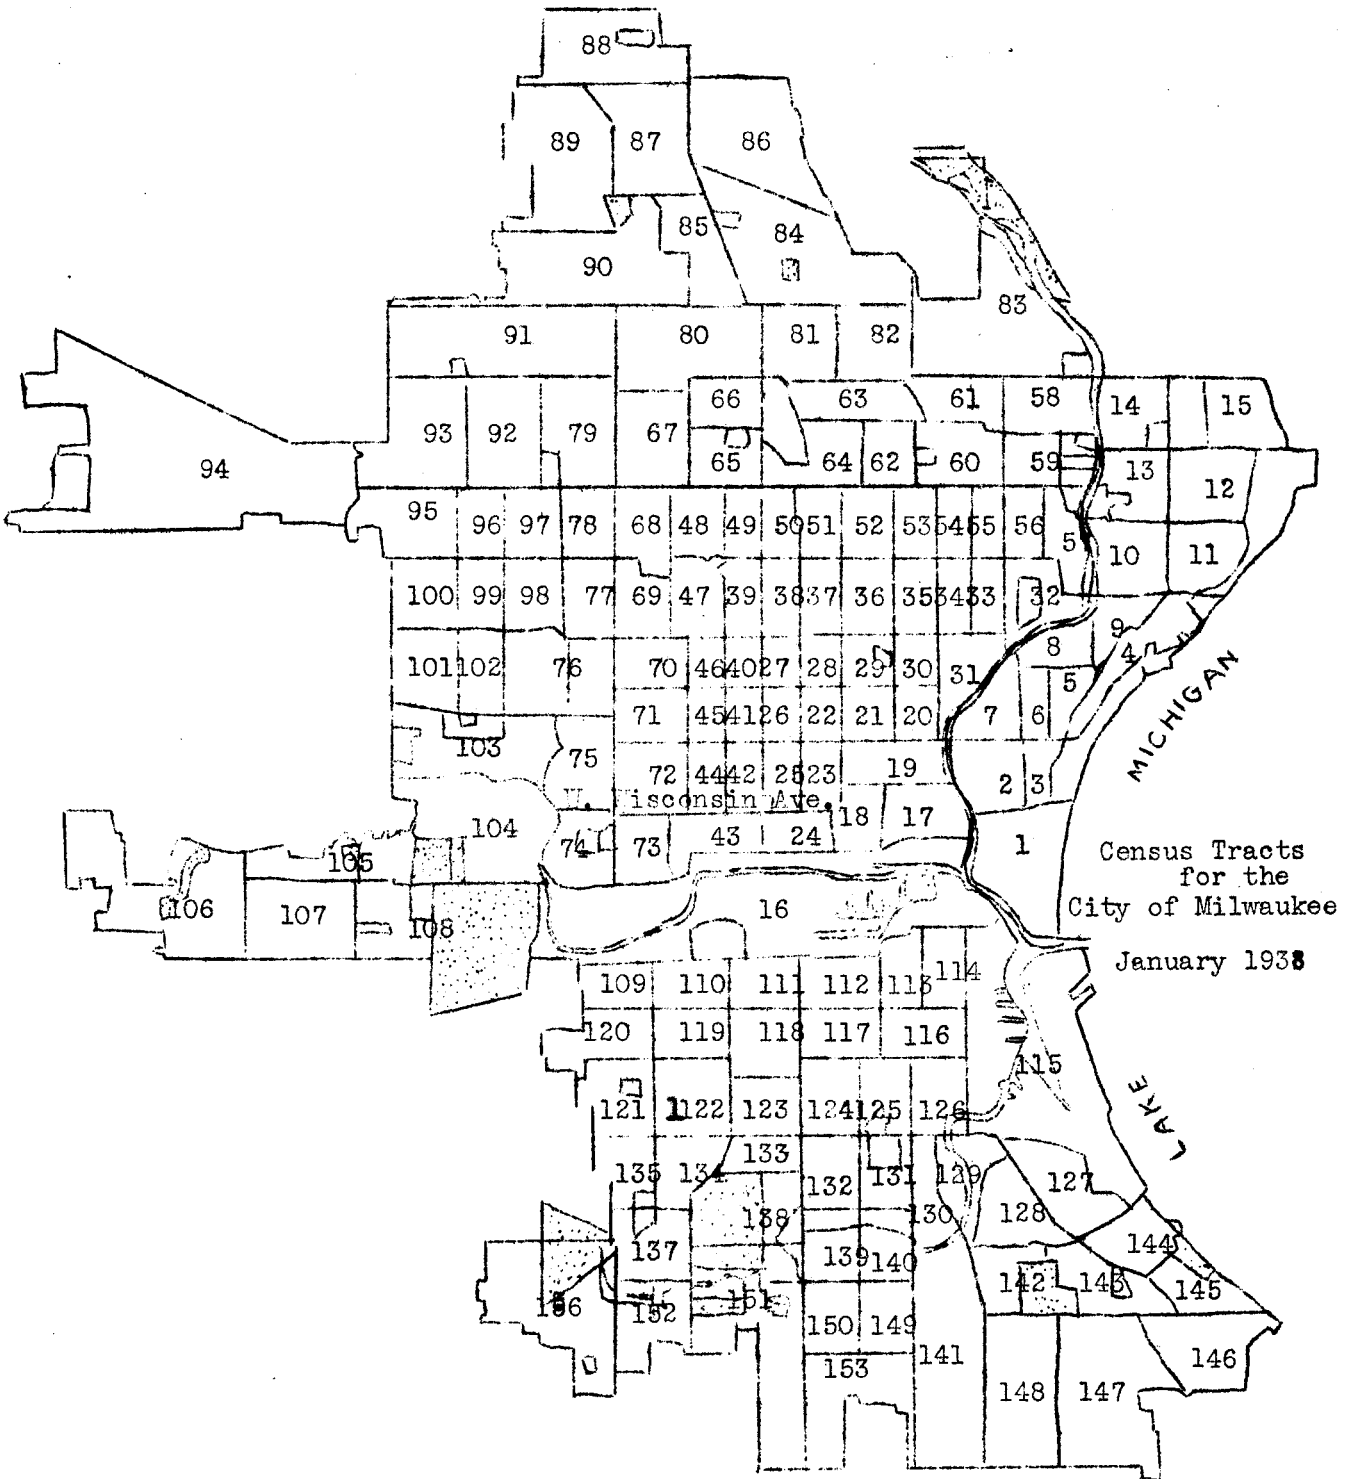 88
89 87 86
85 84
90
83
91 80 81 82
66 63 61 58 14 15
93 92 79 67
94 65 64 62 60 59 13 12
95 96 97 78 68 48 49 50 51 52 53 54 55 56 5 10 11
100 99 98 77 69 47 39 38 37 36 35 34 33 32
9
8 4
101 102 76 70 46 40 27 28 29 30 31 5
71 45 41 26 22 21 20 7 6
103 75
72 44 42 25 23 19 2 3
W. Wisconsin Ave.
104 74 73 43 24 18 17 1
MICHIGAN
105
Census Tracts
for the
City of Milwaukee
January 1938
106 107 108 16
109 110 111 112 113 114
120 119 118 117 116
115
121 1122 123 124 125 126
LAKE
133
135 134 132 131 129 127
138 130 128
137 139 140 144
142 143 145
136 152 151
150 149
153 141 146
148 147